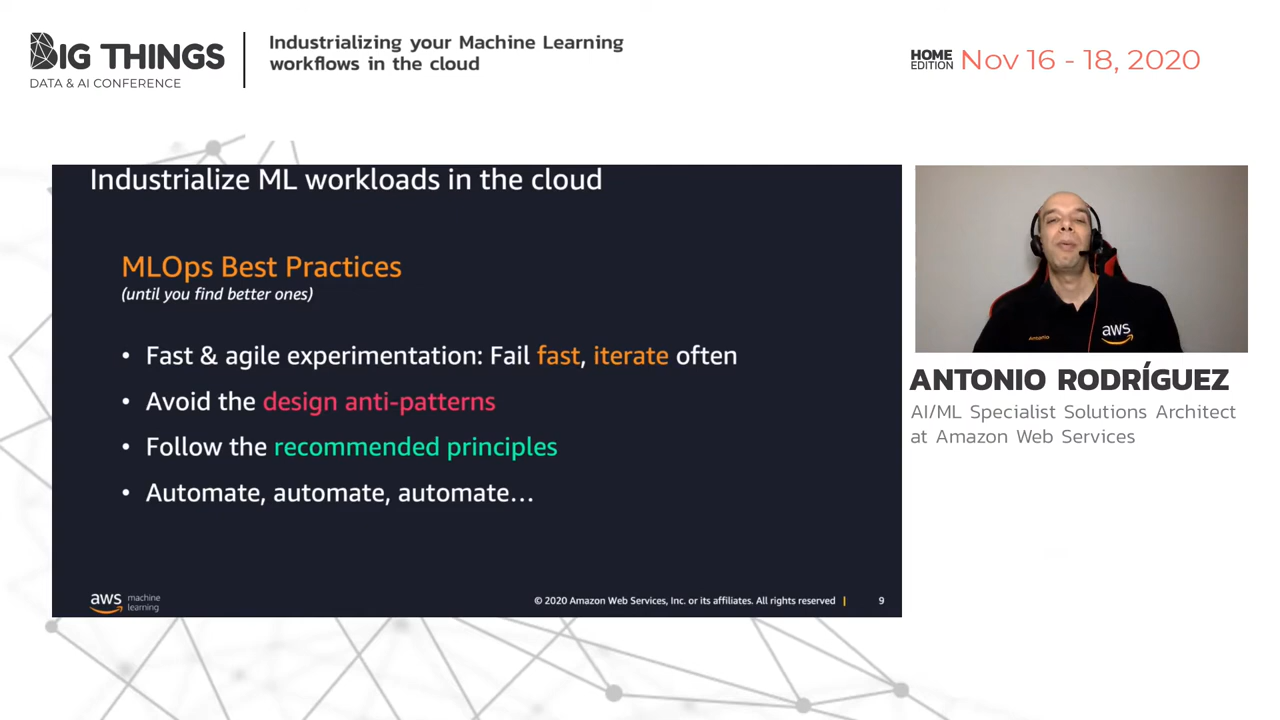 BIG THINGS
DATA & AI CONFERENCE
Industrializing your Machine Learning
workflows in the cloud
HOME
EDITION
Nov 16 - 18, 2020
Industrialize ML workloads in the cloud
MLOps Best Practices
(until you find better ones)
• Fast & agile experimentation: Fail fast, iterate often
• Avoid the design anti-patterns
• Follow the recommended principles
• Automate, automate, automate…
aws machine
learning
© 2020 Amazon Web Services, Inc. or its affiliates. All rights reserved |
9
Antonio
aws
ANTONIO RODRÍGUEZ
AI/ML Specialist Solutions Architect
at Amazon Web Services